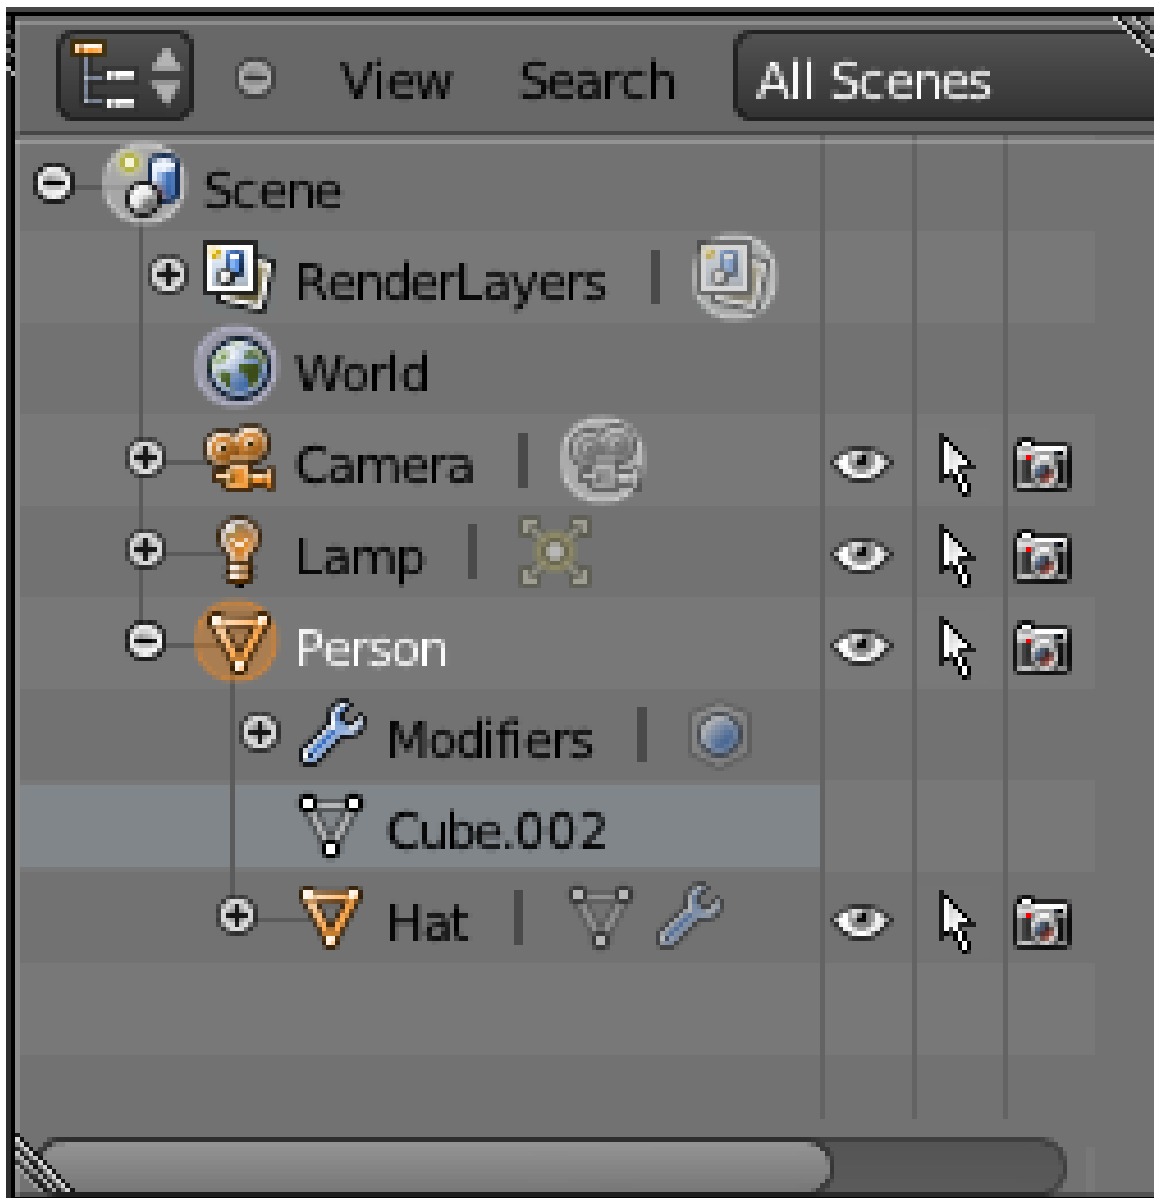 View Search All Scenes
Scene
RenderLayers
World
Camera
Lamp
Person
Modifiers
Cube.002
Hat